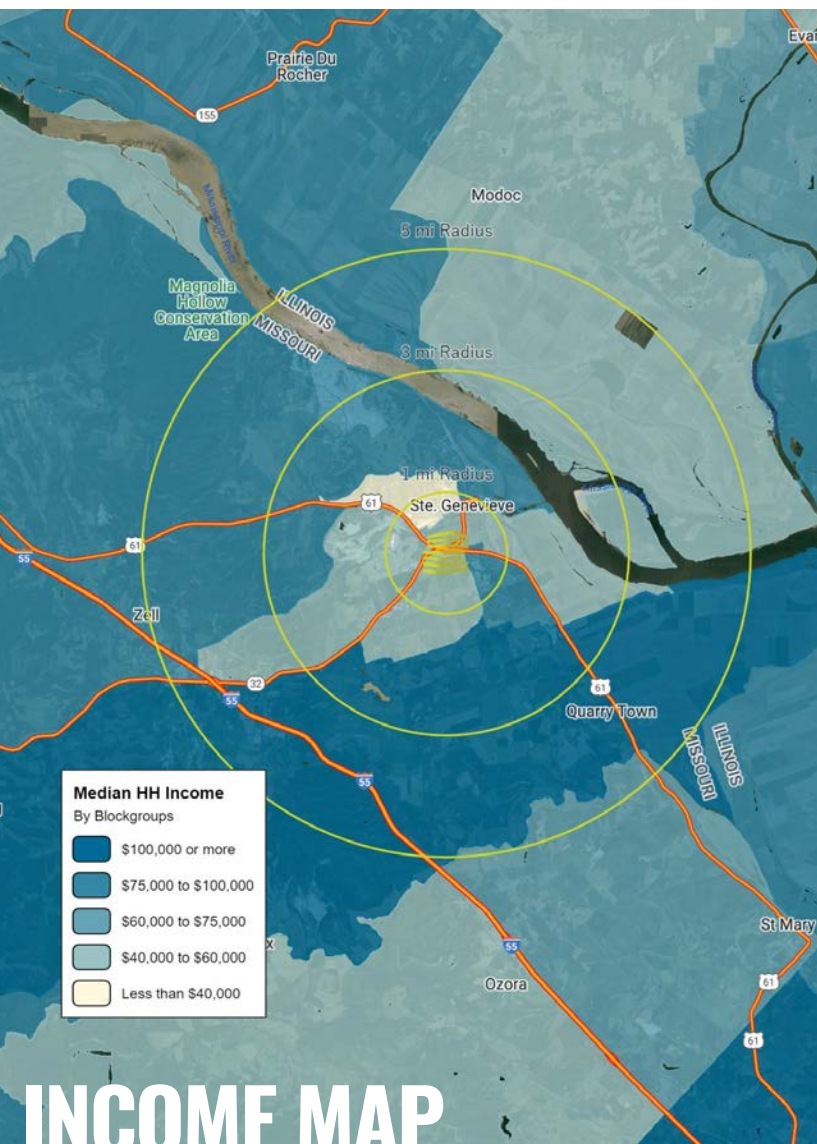 Prairie Du
Rocher
155
Modoc
5 mi Radius
Mississippi River
Magnolia
Hollow
Conservation
Area
ILLINOIS
MISSOURI
3 mi Radius
1 mi Radius
61
Ste. Genevieve
61
55
Zell
32
55
61
Quarry Town
ILLINOIS
MISSOURI
55
Median HH Income
By Blockgroups
$100,000 or more
$75,000 to $100,000
$60,000 to $75,000
$40,000 to $60,000
Less than $40,000
x
St Mary
55
Ozora
61
61
INCOME MAP